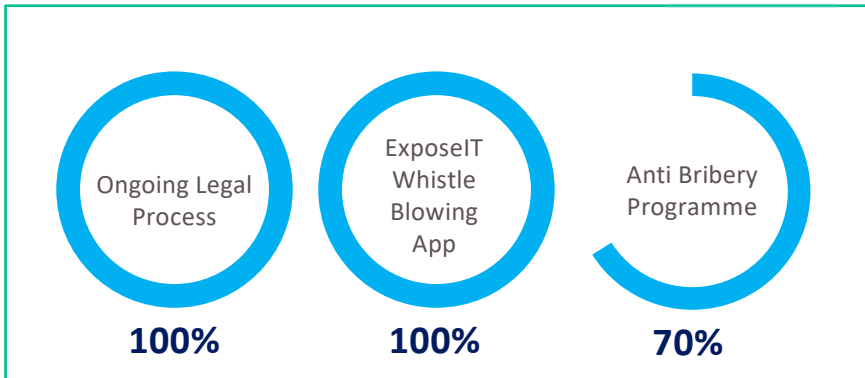 Ongoing Legal
Process
100%
ExposeIT
Whistle
Blowing
App
100%
Anti Bribery
Programme
70%